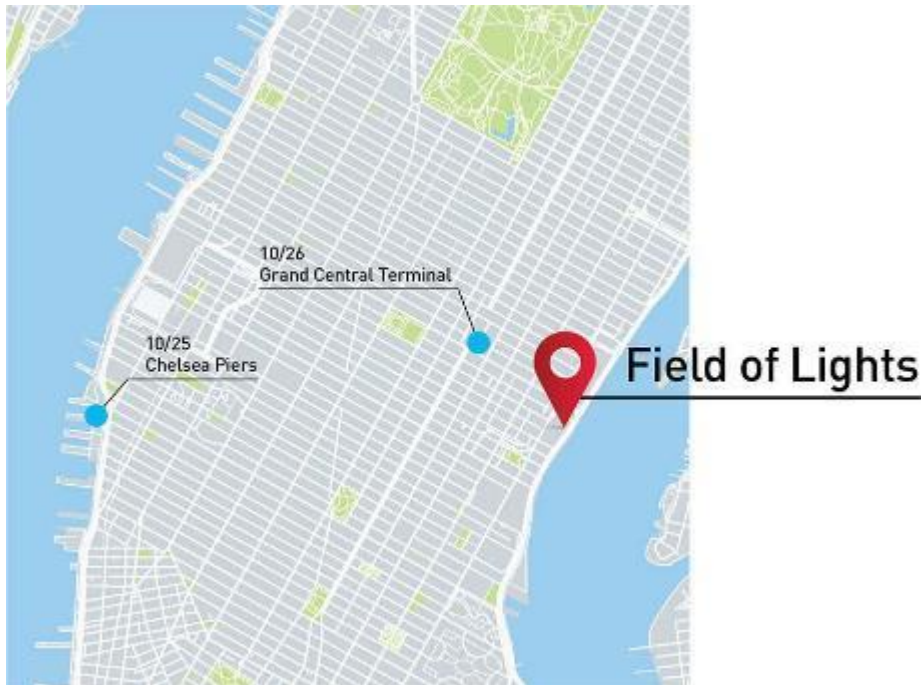 10/26
Grand Central Terminal
10/25
Chelsea Piers
Field of Lights